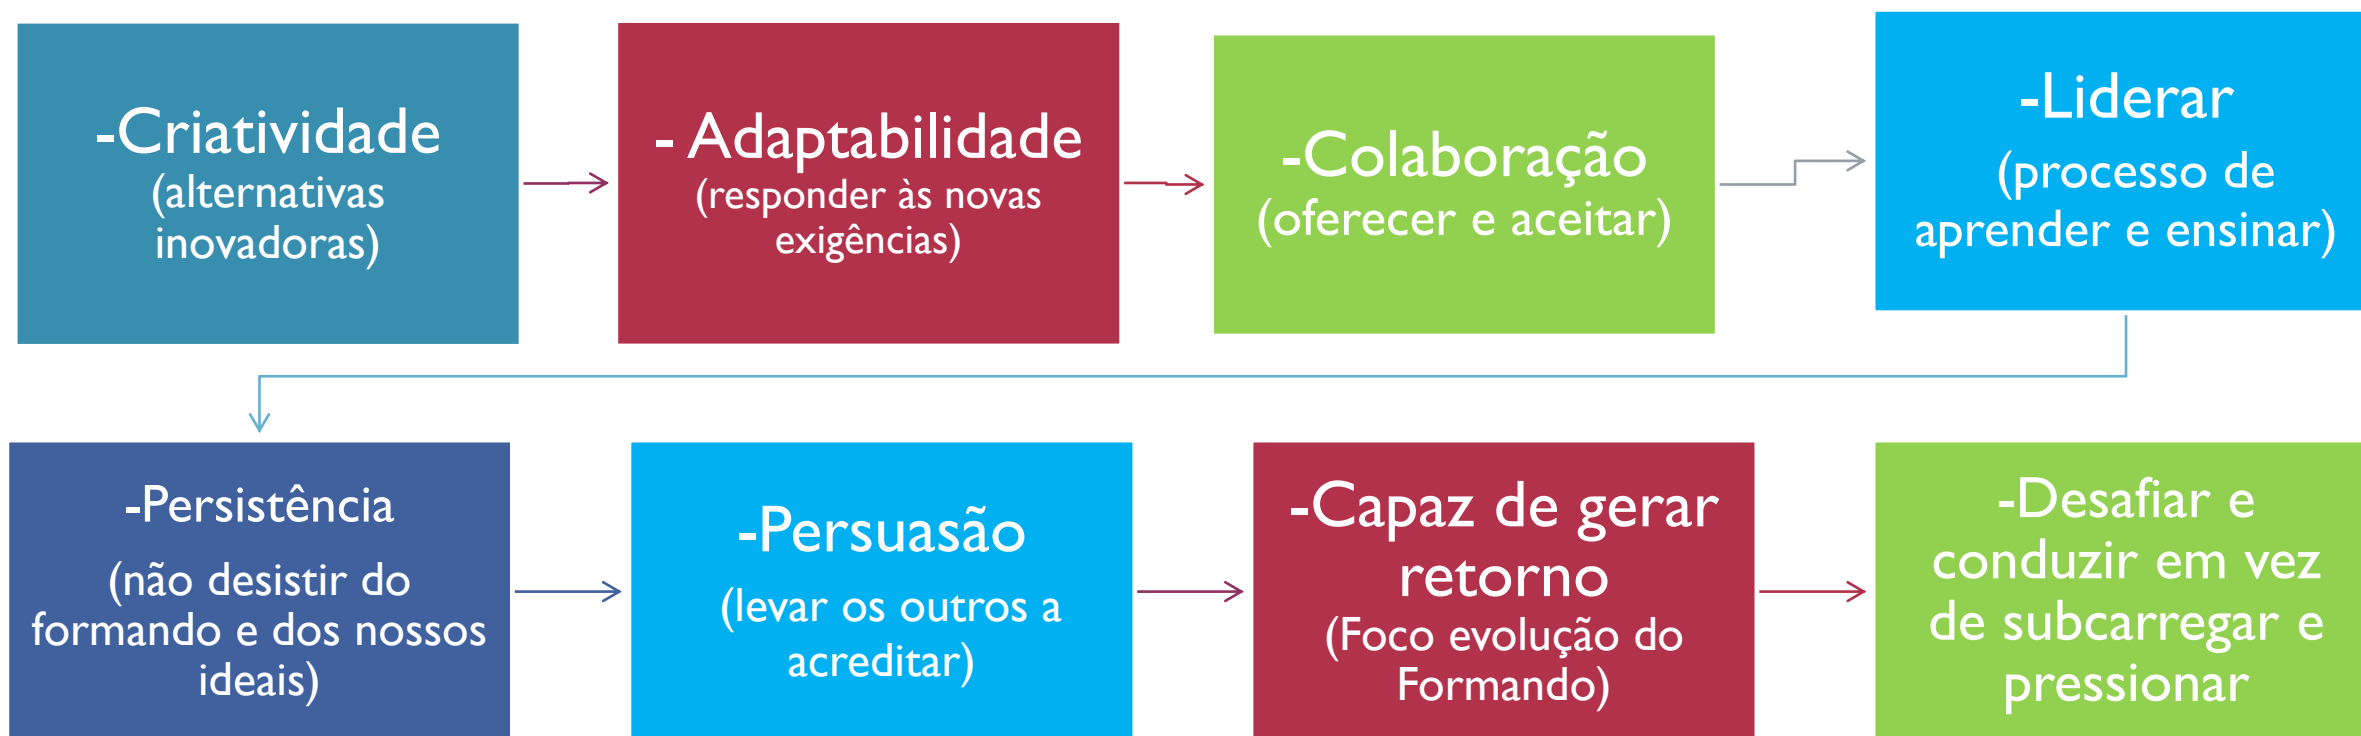 -Criatividade
(alternativas
inovadoras)
- Adaptabilidade
(responder às novas
exigências)
-Colaboração
(oferecer e aceitar)
-Liderar
(processo de
aprender e ensinar)
-Persistência
(não desistir do
formando e dos nossos
ideais)
-Persuasão
(levar os outros a
acreditar)
-Capaz de gerar
retorno
(Foco evolução do
Formando)
-Desafiar e
conduzir em vez
de subcarregar e
pressionar